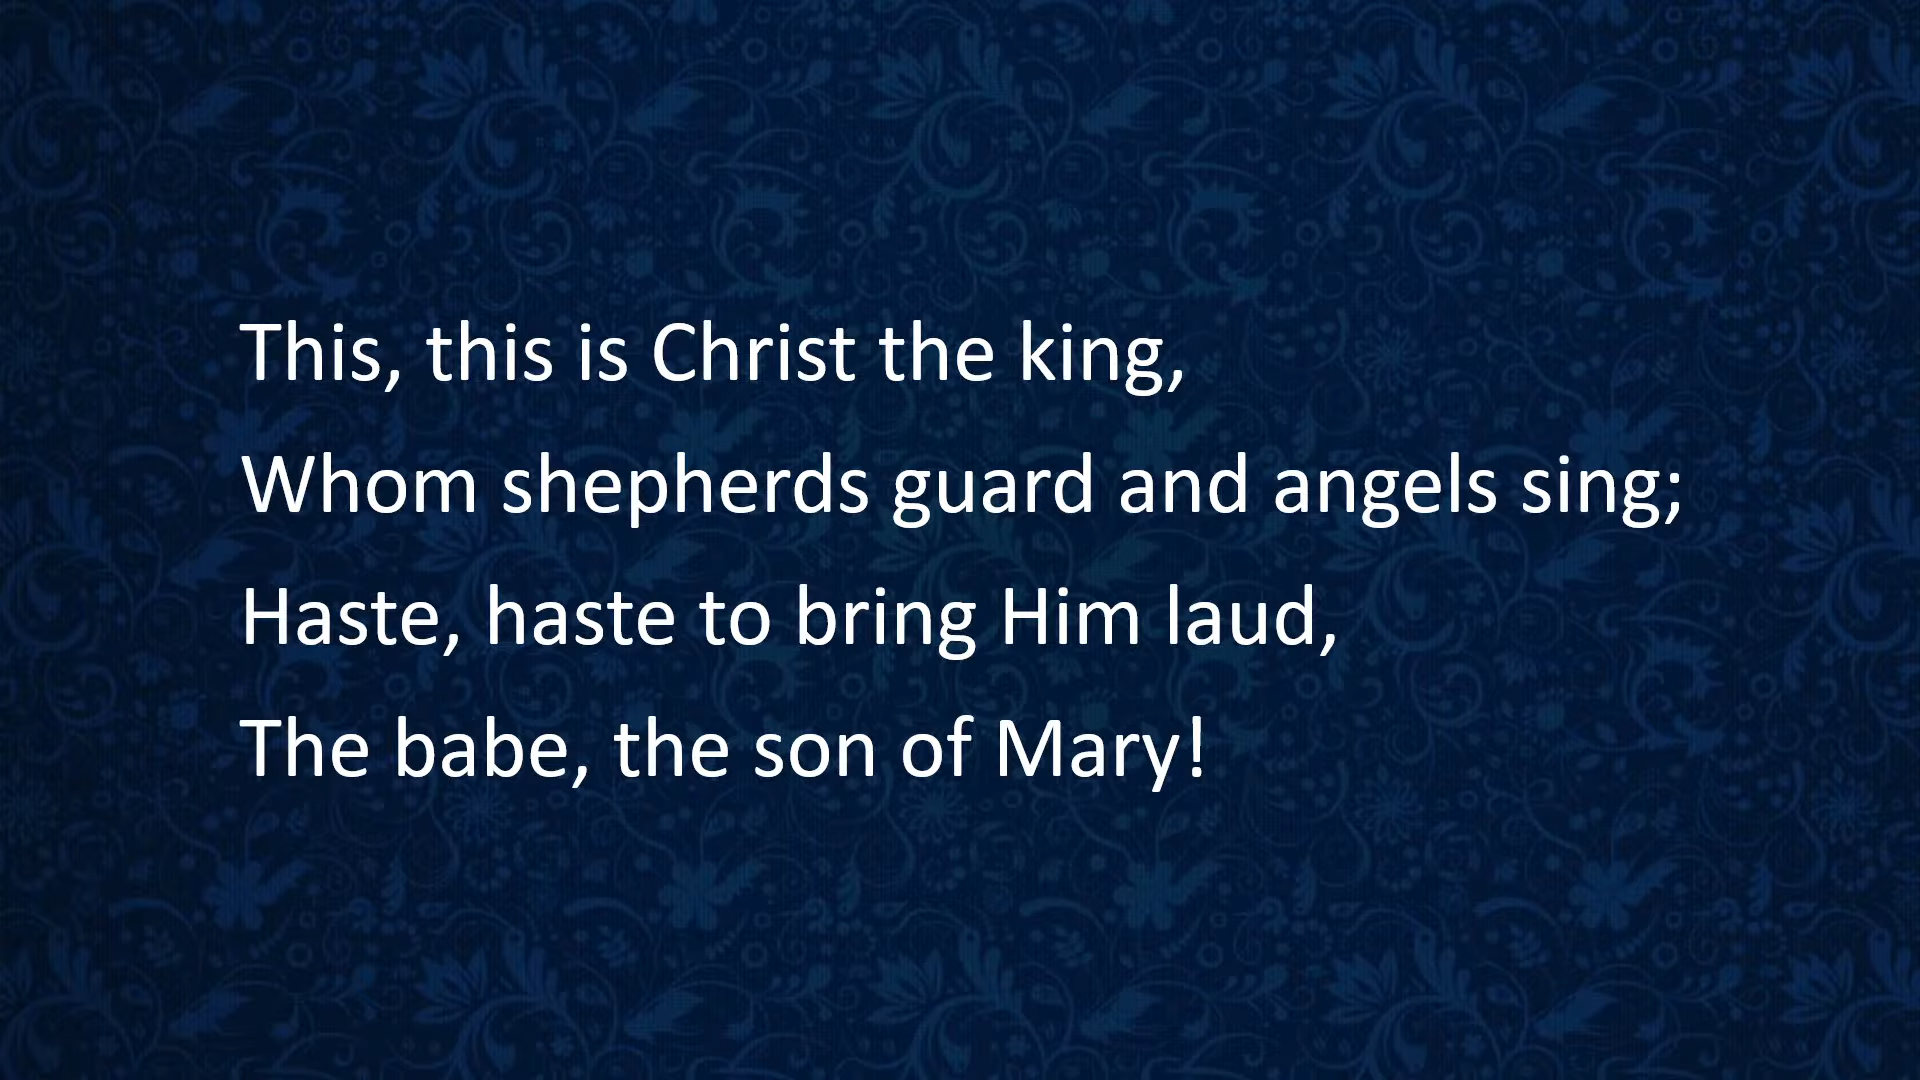 This, this is Christ the king,
Whom shepherds guard and angels sing;
Haste, haste to bring Him laud,
The babe, the son of Mary!